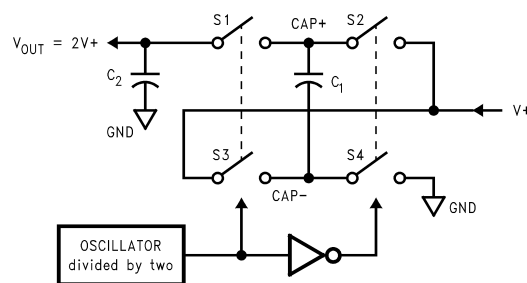 S1
CAP+
S2
V_OUT = 2V+
C_2
C_1
GND
V+
S3
S4
CAP-
GND
OSCILLATOR
divided by two